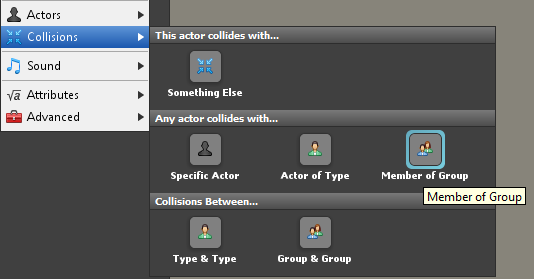 Actors
Collisions
Sound
√a Attributes
Advanced
This actor collides with...
Something Else
Any actor collides with...
Specific Actor
Actor of Type
Member of Group
Member of Group
Collisions Between...
Type & Type
Group & Group